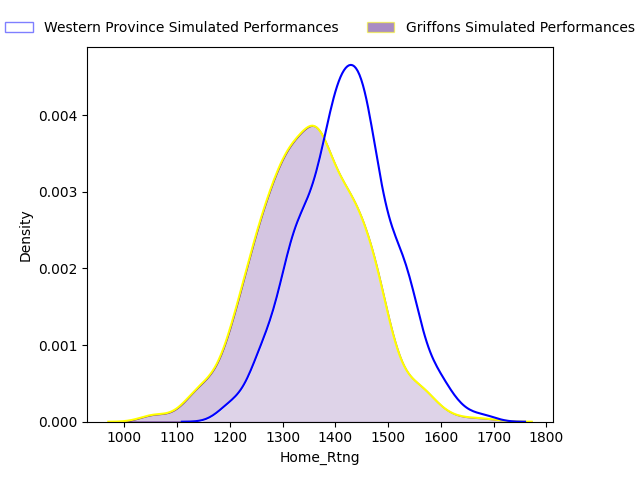 Western Province Simulated Performances Griffons Simulated Performances
0.004
0.003
0.002
0.001
0.000
Density
1000 1100 1200 1300 1400 1500 1600 1700 1800
Home_Rtng